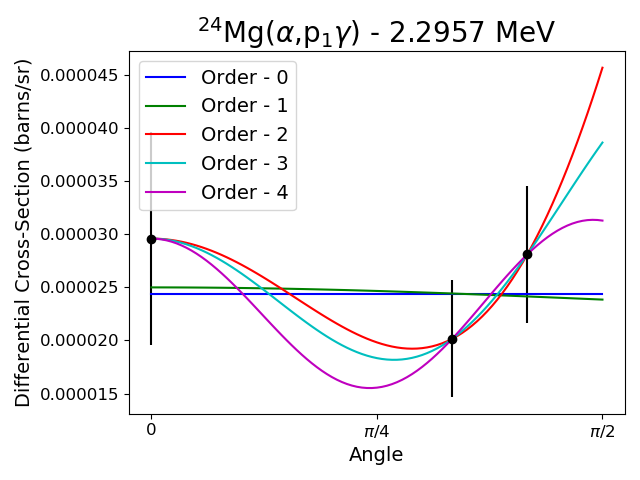 ²⁴Mg(α,p₁γ) - 2.2957 MeV
Order - 0
Order - 1
Order - 2
Order - 3
Order - 4
Differential Cross-Section (barns/sr)
0.000045
0.000040
0.000035
0.000030
0.000025
0.000020
0.000015
0
π/4
π/2
Angle